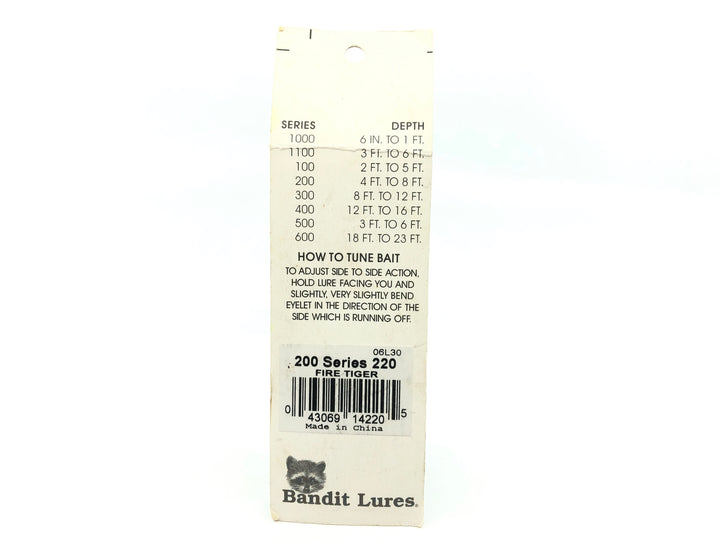 SERIES DEPTH
1000 6 IN. TO 1 FT.
1100 3 FT. TO 6 FT.
100 2 FT. TO 5 FT.
200 4 FT. TO 8 FT.
300 8 FT. TO 12 FT.
400 12 FT. TO 16 FT.
500 3 FT. TO 6 FT.
600 18 FT. TO 23 FT.
HOW TO TUNE BAIT
TO ADJUST SIDE TO SIDE ACTION,
HOLD LURE FACING YOU AND
SLIGHTLY, VERY SLIGHTLY BEND
EYELET IN THE DIRECTION OF THE
SIDE WHICH IS RUNNING OFF.
06L30
200 Series 220
FIRE TIGER
0 43069 14220 5
Made in China
Bandit Lures®